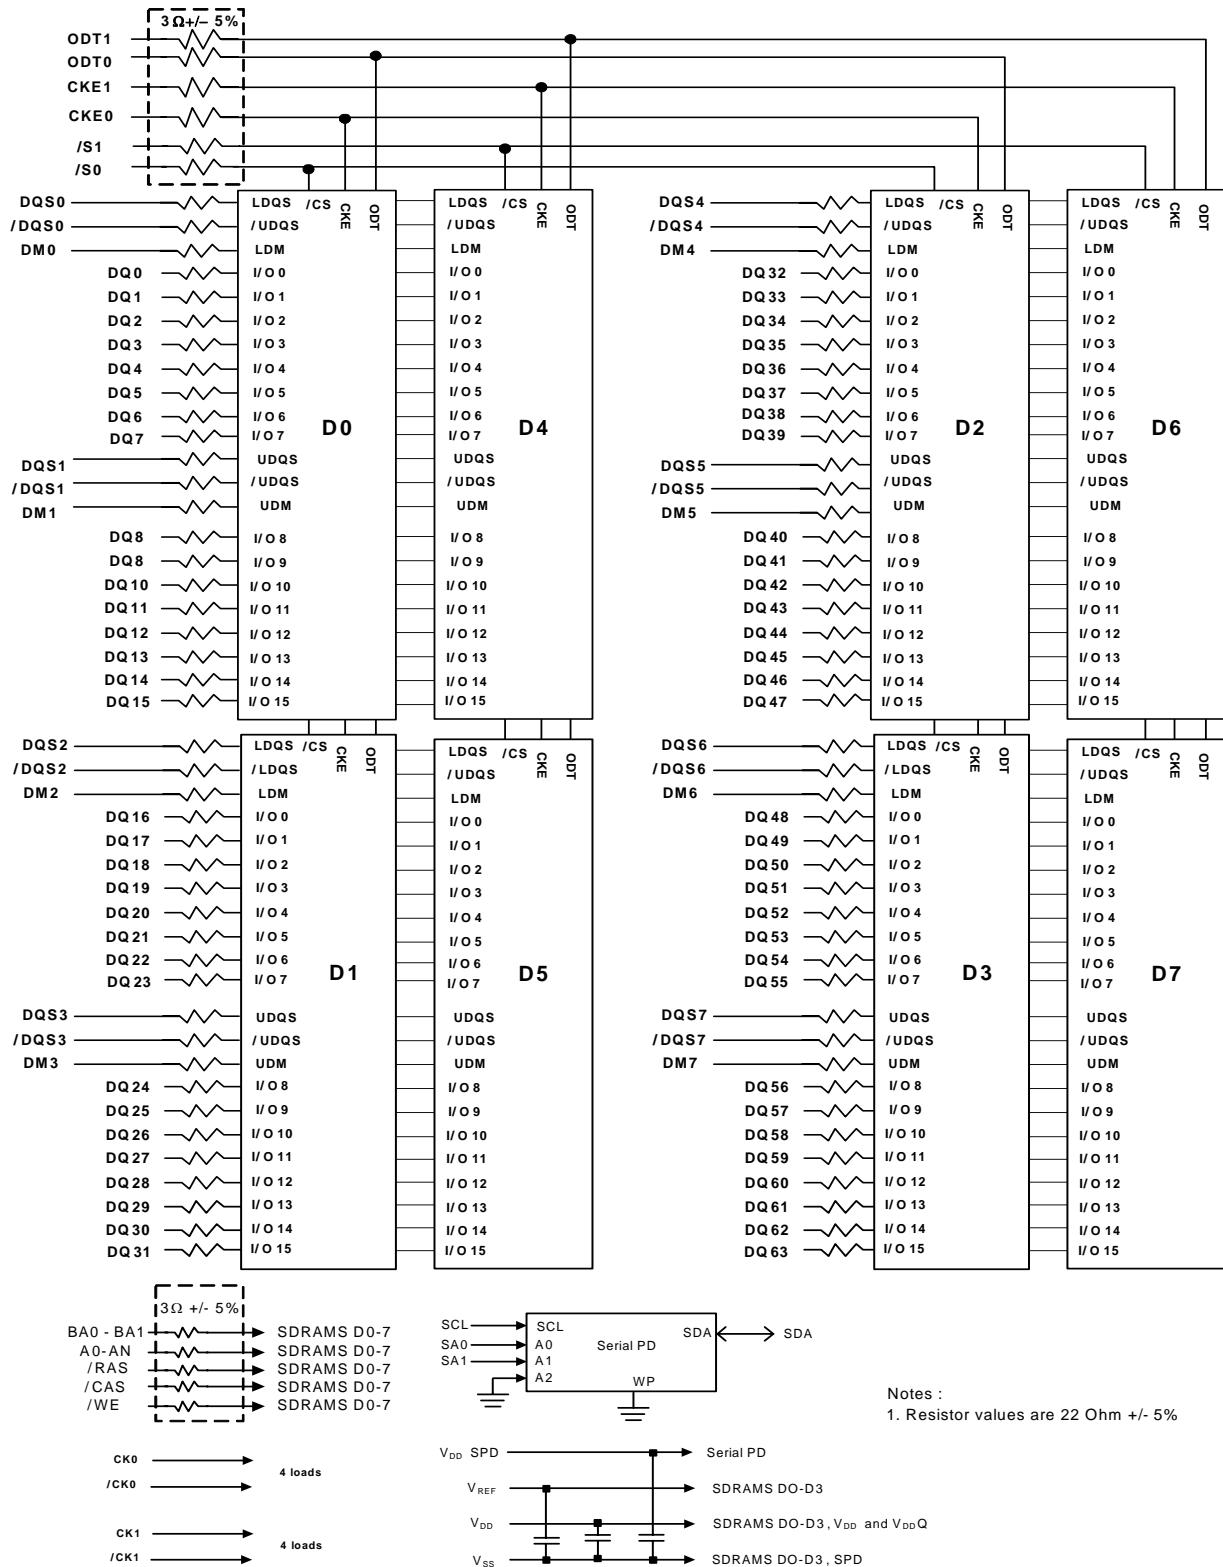 3 Ω+/- 5%
ODT1
ODT0
CKE1
CKE0
/S1
/S0
DQS0
/DQS0
DM0
DQ0
DQ1
DQ2
DQ3
DQ4
DQ5
DQ6
DQ7
DQS1
/DQS1
DM1
DQ8
DQ8
DQ10
DQ11
DQ12
DQ13
DQ14
DQ15
LDQS /CS CKE ODT
/UDQS
LDM
I/O 0
I/O 1
I/O 2
I/O 3
I/O 4
I/O 5
I/O 6
I/O 7
D0
UDQS
/UDQS
UDM
I/O 8
I/O 9
I/O 10
I/O 11
I/O 12
I/O 13
I/O 14
I/O 15
LDQS /CS CKE ODT
/UDQS
LDM
I/O 0
I/O 1
I/O 2
I/O 3
I/O 4
I/O 5
I/O 6
I/O 7
D4
UDQS
/UDQS
UDM
I/O 8
I/O 9
I/O 10
I/O 11
I/O 12
I/O 13
I/O 14
I/O 15
DQS4
/DQS4
DM4
DQ32
DQ33
DQ34
DQ35
DQ36
DQ37
DQ38
DQ39
DQS5
/DQS5
DM5
DQ40
DQ41
DQ42
DQ43
DQ44
DQ45
DQ46
DQ47
LDQS /CS CKE ODT
/UDQS
LDM
I/O 0
I/O 1
I/O 2
I/O 3
I/O 4
I/O 5
I/O 6
I/O 7
D2
UDQS
/UDQS
UDM
I/O 8
I/O 9
I/O 10
I/O 11
I/O 12
I/O 13
I/O 14
I/O 15
LDQS /CS CKE ODT
/UDQS
LDM
I/O 0
I/O 1
I/O 2
I/O 3
I/O 4
I/O 5
I/O 6
I/O 7
D6
UDQS
/UDQS
UDM
I/O 8
I/O 9
I/O 10
I/O 11
I/O 12
I/O 13
I/O 14
I/O 15
DQS2
/DQS2
DM2
DQ16
DQ17
DQ18
DQ19
DQ20
DQ21
DQ22
DQ23
DQS3
/DQS3
DM3
DQ24
DQ25
DQ26
DQ27
DQ28
DQ29
DQ30
DQ31
LDQS /CS CKE ODT
/LDQS
LDM
I/O 0
I/O 1
I/O 2
I/O 3
I/O 4
I/O 5
I/O 6
I/O 7
D1
UDQS
/UDQS
UDM
I/O 8
I/O 9
I/O 10
I/O 11
I/O 12
I/O 13
I/O 14
I/O 15
LDQS /CS CKE ODT
/UDQS
LDM
I/O 0
I/O 1
I/O 2
I/O 3
I/O 4
I/O 5
I/O 6
I/O 7
D5
UDQS
/UDQS
UDM
I/O 8
I/O 9
I/O 10
I/O 11
I/O 12
I/O 13
I/O 14
I/O 15
DQS6
/DQS6
DM6
DQ48
DQ49
DQ50
DQ51
DQ52
DQ53
DQ54
DQ55
DQS7
/DQS7
DM7
DQ56
DQ57
DQ58
DQ59
DQ60
DQ61
DQ62
DQ63
LDQS /CS CKE ODT
/LDQS
LDM
I/O 0
I/O 1
I/O 2
I/O 3
I/O 4
I/O 5
I/O 6
I/O 7
D3
UDQS
/UDQS
UDM
I/O 8
I/O 9
I/O 10
I/O 11
I/O 12
I/O 13
I/O 14
I/O 15
LDQS /CS CKE ODT
/UDQS
LDM
I/O 0
I/O 1
I/O 2
I/O 3
I/O 4
I/O 5
I/O 6
I/O 7
D7
UDQS
/UDQS
UDM
I/O 8
I/O 9
I/O 10
I/O 11
I/O 12
I/O 13
I/O 14
I/O 15
3Ω +/- 5%
BA0 - BA1 SDRAMS D0-7
A0-AN SDRAMS D0-7
/RAS SDRAMS D0-7
/CAS SDRAMS D0-7
/WE SDRAMS D0-7
SCL SCL
SA0 A0
SA1 A1
A2
Serial PD
WP
SDA SDA
Notes :
1. Resistor values are 22 Ohm +/- 5%
CK0
/CK0
4 loads
CK1
/CK1
4 loads
VDD SPD Serial PD
VREF SDRAMS DO-D3
VDD SDRAMS DO-D3, VDD and VDDQ
VSS SDRAMS DO-D3, SPD